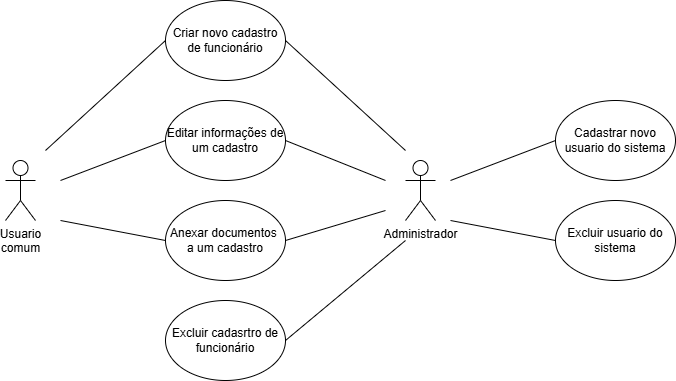 Criar novo cadastro
de funcionário
Editar informações de
um cadastro
Cadastrar novo
usuario do sistema
Usuario
comum
Anexar documentos
a um cadastro
Administrador
Excluir usuario do
sistema
Excluir cadasrtro de
funcionário